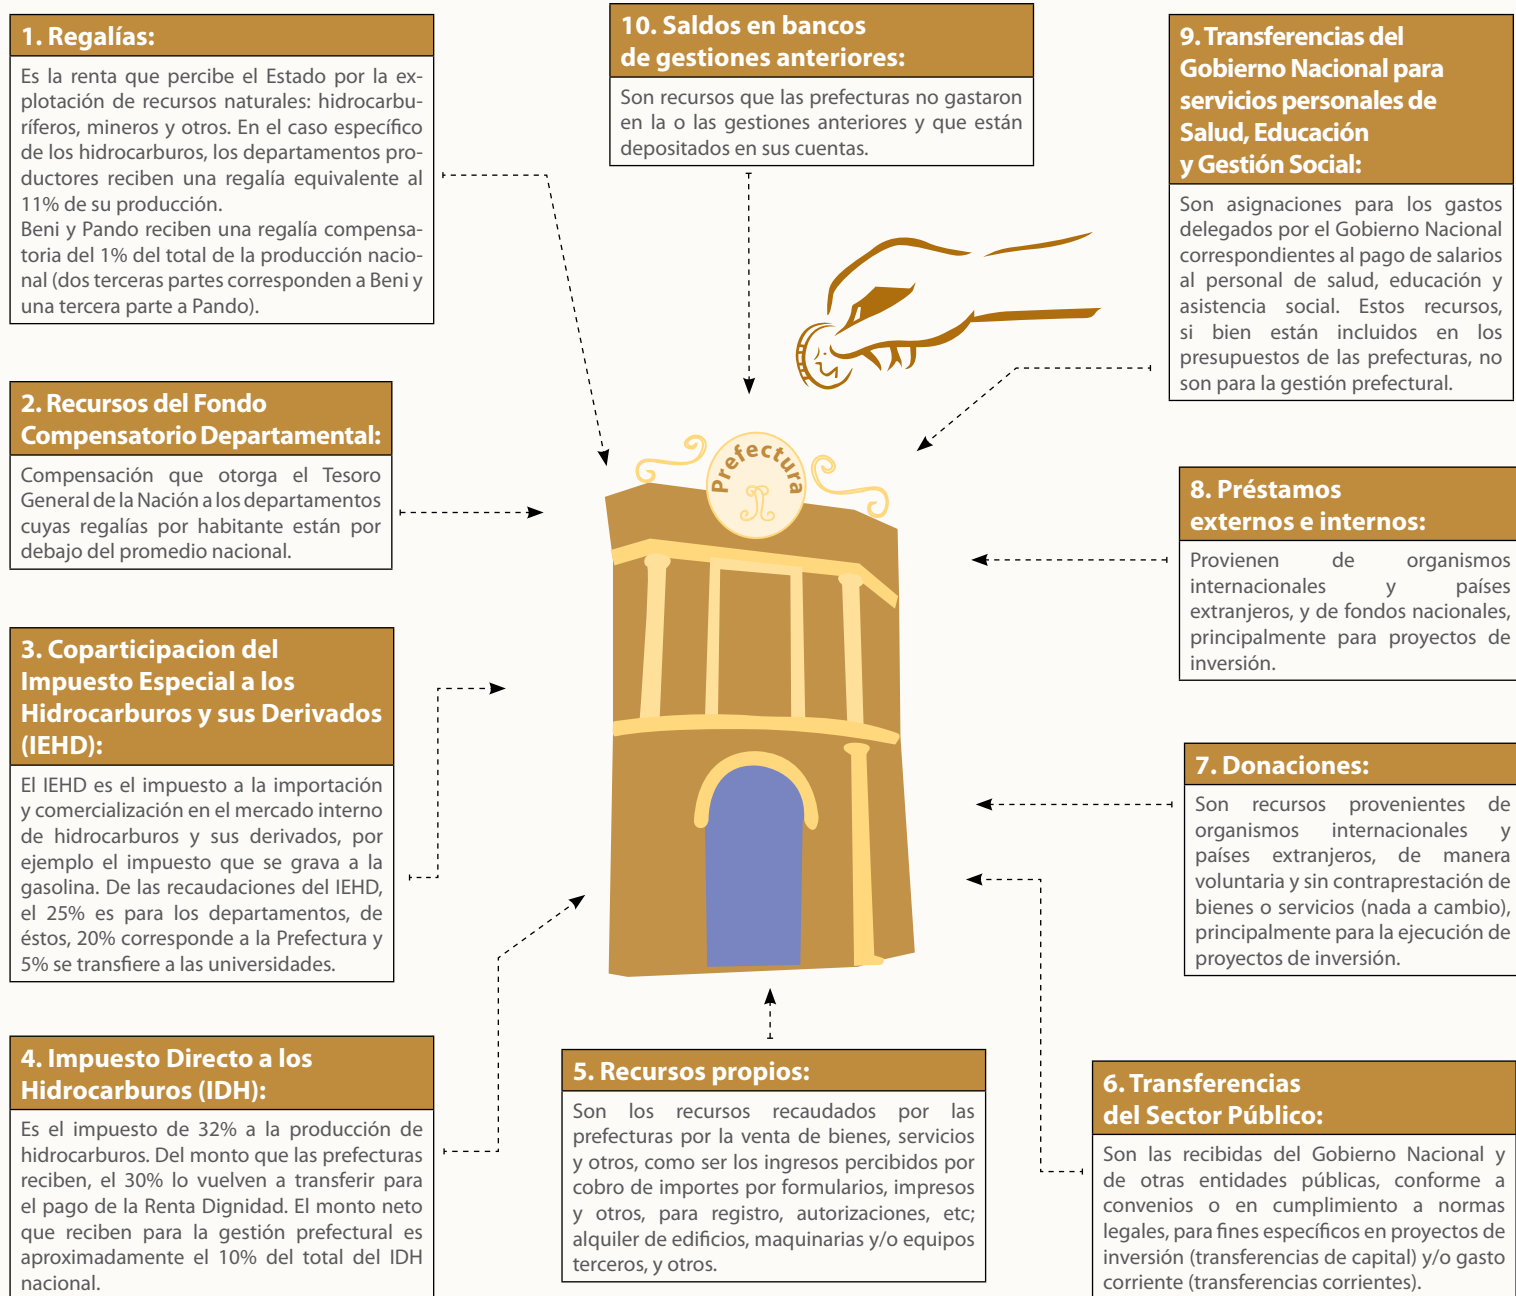 1. Regalías:
Es la renta que percibe el Estado por la ex-
plotación de recursos naturales: hidrocarbu-
ríferos, mineros y otros. En el caso específico
de los hidrocarburos, los departamentos pro-
ductores reciben una regalía equivalente al
11% de su producción.
Beni y Pando reciben una regalía compensa-
toria del 1% del total de la producción nacio-
nal (dos terceras partes corresponden a Beni y
una tercera parte a Pando).
2. Recursos del Fondo
Compensatorio Departamental:
Compensación que otorga el Tesoro
General de la Nación a los departamentos
cuyas regalías por habitante están por
debajo del promedio nacional.
3. Coparticipacion del
Impuesto Especial a los
Hidrocarburos y sus Derivados
(IEHD):
El IEHD es el impuesto a la importación
y comercialización en el mercado interno
de hidrocarburos y sus derivados, por
ejemplo el impuesto que se grava a la
gasolina. De las recaudaciones del IEHD,
el 25% es para los departamentos, de
éstos, 20% corresponde a la Prefectura y
5% se transfiere a las universidades.
4. Impuesto Directo a los
Hidrocarburos (IDH):
Es el impuesto de 32% a la producción de
hidrocarburos. Del monto que las prefecturas
reciben, el 30% lo vuelven a transferir para
el pago de la Renta Dignidad. El monto neto
que reciben para la gestión prefectural es
aproximadamente el 10% del total del IDH
nacional.
5. Recursos propios:
Son los recursos recaudados por las
prefecturas por la venta de bienes, servicios
y otros, como ser los ingresos percibidos por
cobro de importes por formularios, impresos
y otros, para registro, autorizaciones, etc;
alquiler de edificios, maquinarias y/o equipos
terceros, y otros.
6. Transferencias
del Sector Público:
Son las recibidas del Gobierno Nacional y
de otras entidades públicas, conforme a
convenios o en cumplimiento a normas
legales, para fines específicos en proyectos de
inversión (transferencias de capital) y/o gasto
corriente (transferencias corrientes).
7. Donaciones:
Son recursos provenientes de
organismos internacionales y
países extranjeros, de manera
voluntaria y sin contraprestación de
bienes o servicios (nada a cambio),
principalmente para la ejecución de
proyectos de inversión.
8. Préstamos
externos e internos:
Provienen de organismos
internacionales y países
extranjeros, y de fondos nacionales,
principalmente para proyectos de
inversión.
9. Transferencias del
Gobierno Nacional para
servicios personales de
Salud, Educación
y Gestión Social:
Son asignaciones para los gastos
delegados por el Gobierno Nacional
correspondientes al pago de salarios
al personal de salud, educación y
asistencia social. Estos recursos,
si bien están incluidos en los
presupuestos de las prefecturas, no
son para la gestión prefectural.
10. Saldos en bancos
de gestiones anteriores:
Son recursos que las prefecturas no gastaron
en la o las gestiones anteriores y que están
depositados en sus cuentas.
Prefectura